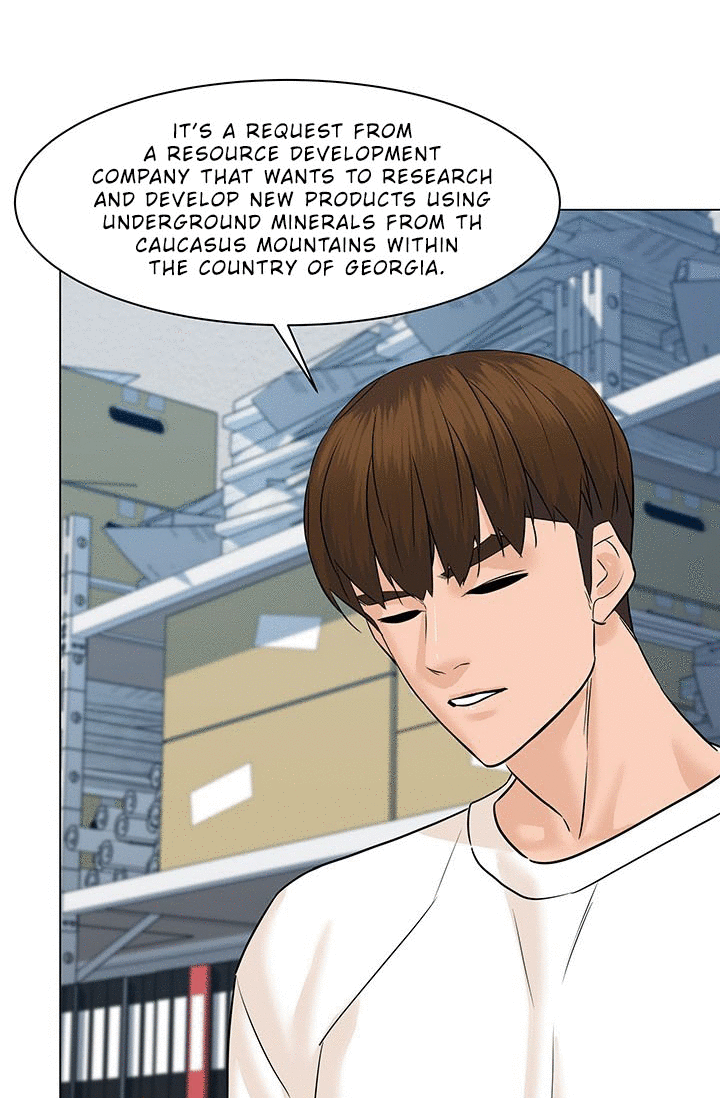 IT'S A REQUEST FROM
A RESOURCE DEVELOPMENT
COMPANY THAT WANTS TO RESEARCH
AND DEVELOP NEW PRODUCTS USING
UNDERGROUND MINERALS FROM TH
CAUCASUS MOUNTAINS WITHIN
THE COUNTRY OF GEORGIA.